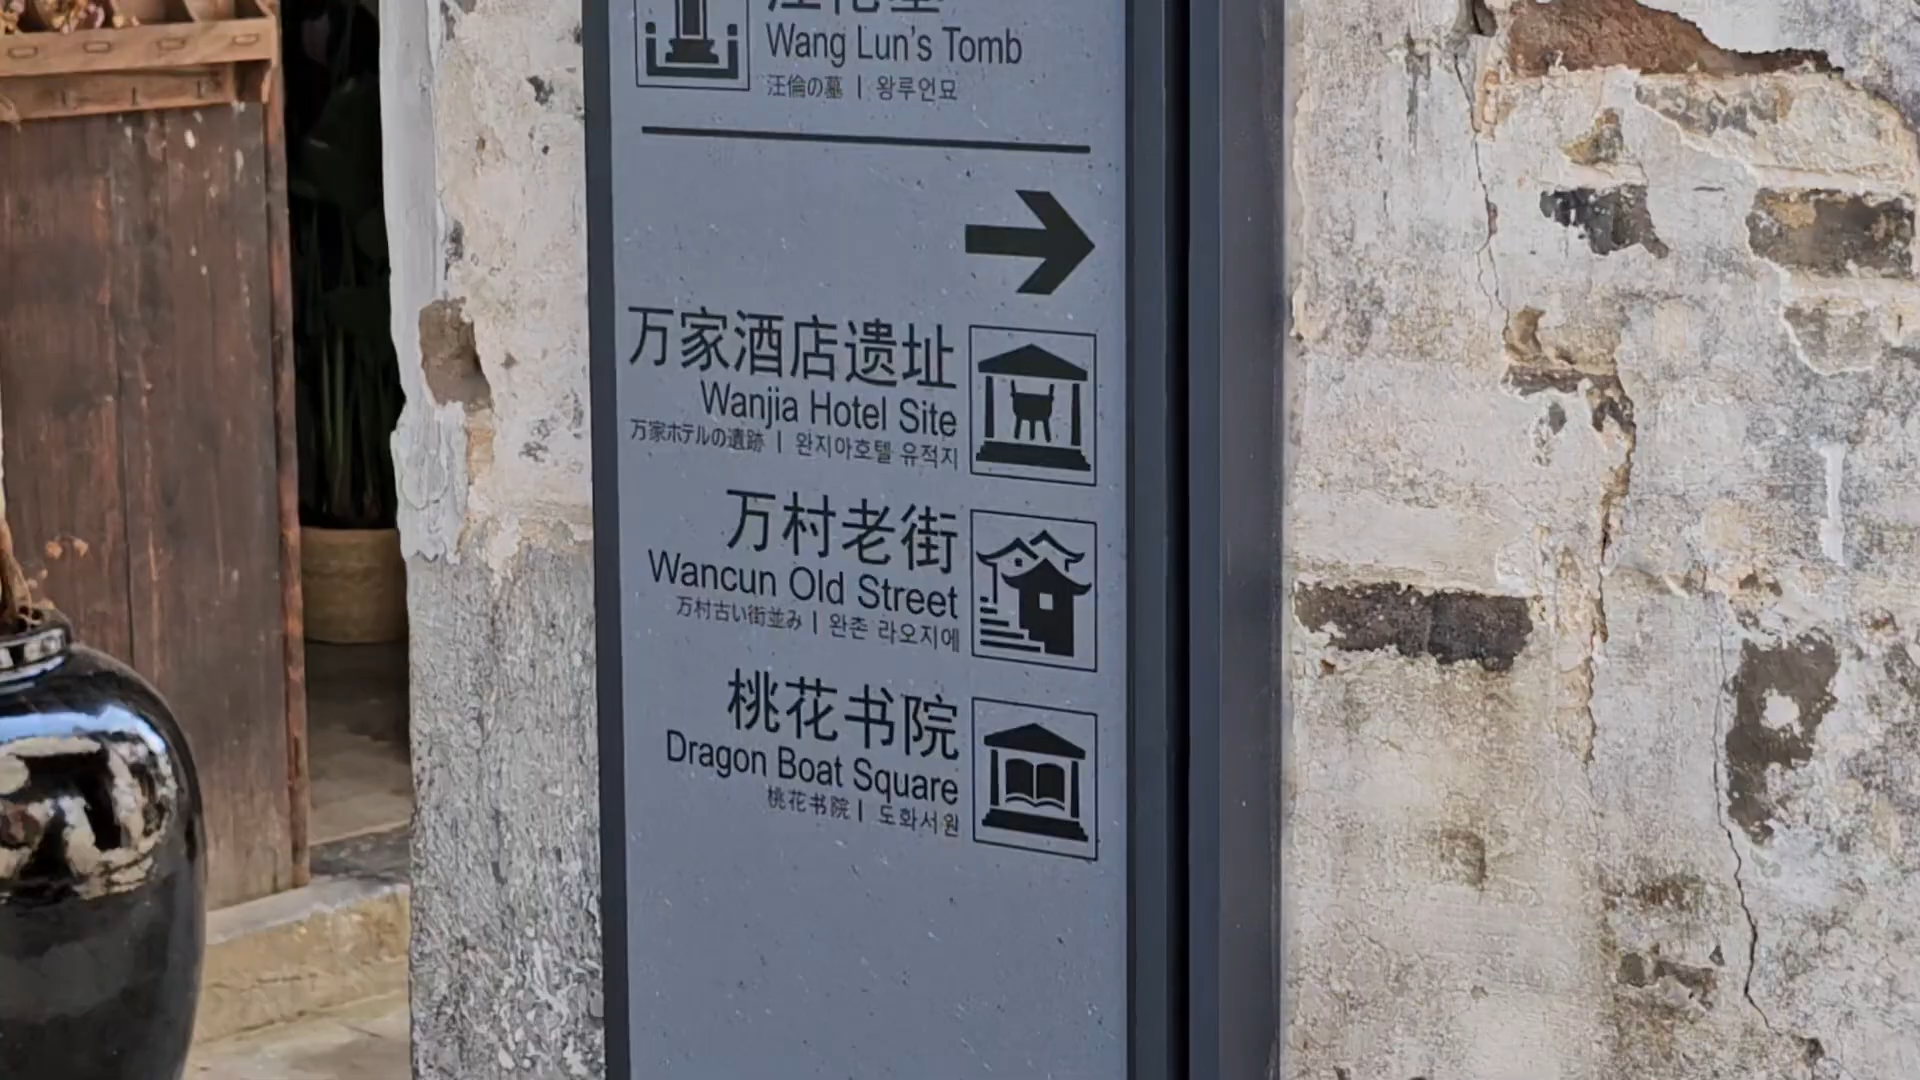 Wang Lun's Tomb
汪倫の墓 | 왕루언묘
万家酒店遗址
Wanjia Hotel Site
万家ホテルの遺跡 | 완지아호텔 유적지
万村老街
Wancun Old Street
万村古い街並み | 완존 라오지에
桃花书院
Dragon Boat Square
桃花书院 | 도화서원